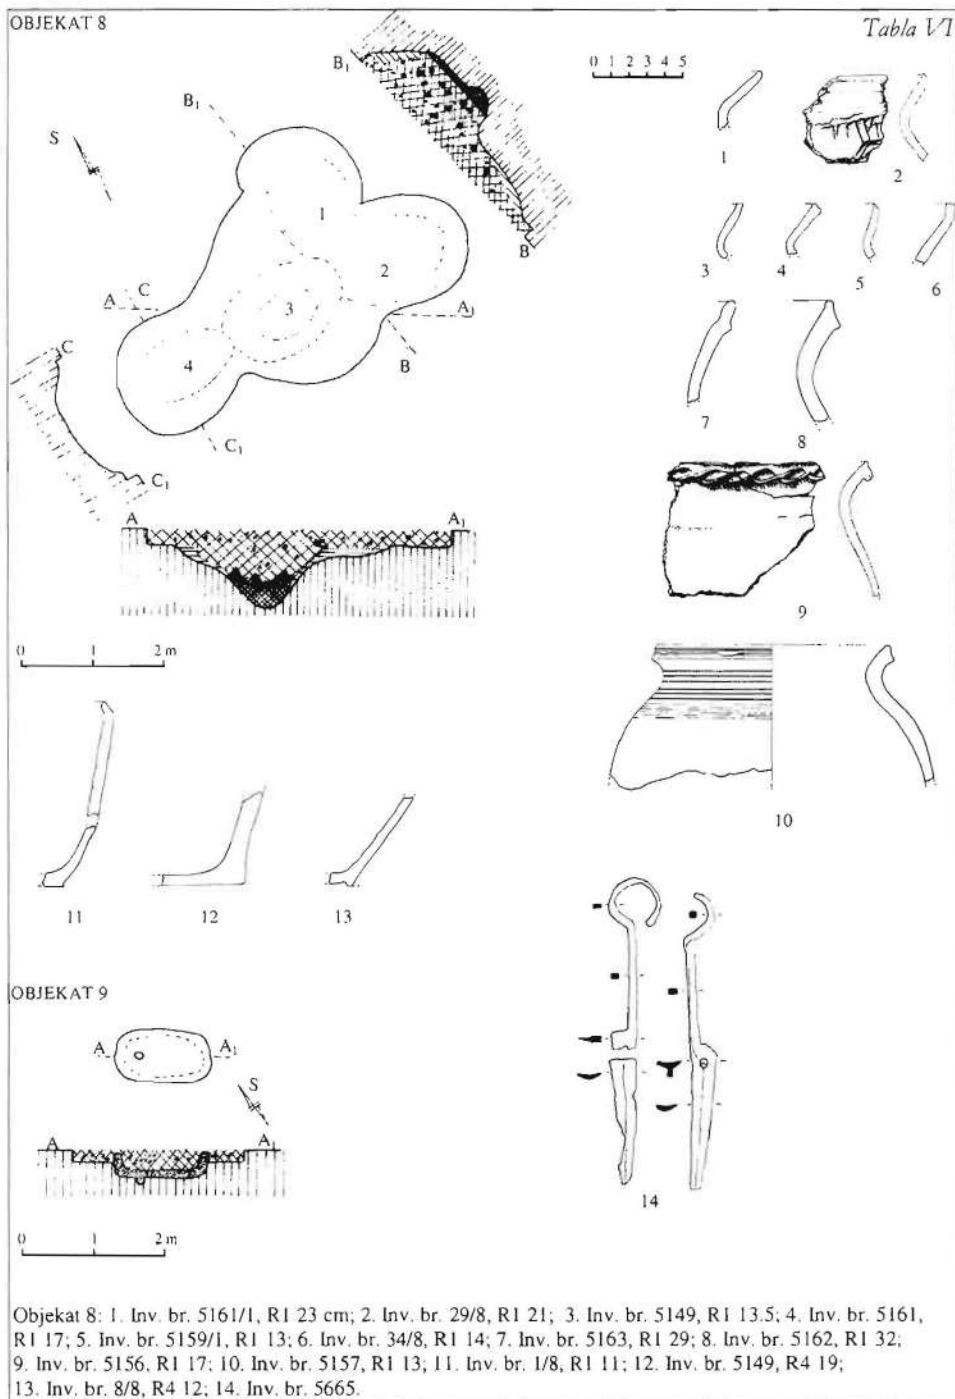 OBJEKAT 8
Tabla VI
0 1 2 3 4 5
B1
B1
S
1
2
3
4
A C
A1
B
B
C
C1
C1
A
A1
0 1 2 m
1
2
3
4
5
6
7
8
9
10
11
12
13
14
OBJEKAT 9
A
A1
S
A
A1
0 1 2 m
Objekat 8: 1. Inv. br. 5161/1, R1 23 cm; 2. Inv. br. 29/8, R1 21; 3. Inv. br. 5149, R1 13.5; 4. Inv. br. 5161,
R1 17; 5. Inv. br. 5159/1, R1 13; 6. Inv. br. 34/8, R1 14; 7. Inv. br. 5163, R1 29; 8. Inv. br. 5162, R1 32;
9. Inv. br. 5156, R1 17; 10. Inv. br. 5157, R1 13; 11. Inv. br. 1/8, R1 11; 12. Inv. br. 5149, R4 19;
13. Inv. br. 8/8, R4 12; 14. Inv. br. 5665.